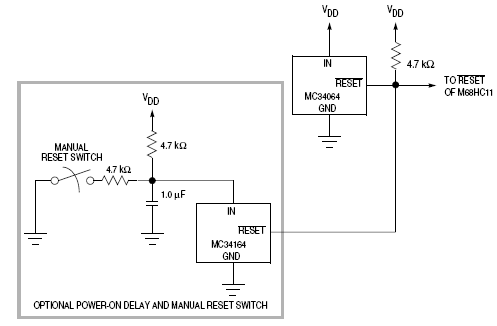 VDD
VDD
IN
4.7 kΩ
RESET
TO RESET
OF M68HC11
MC34064
GND
VDD
4.7 kΩ
MANUAL
RESET SWITCH
4.7 kΩ
1.0 µF
IN
RESET
MC34164
GND
OPTIONAL POWER-ON DELAY AND MANUAL RESET SWITCH